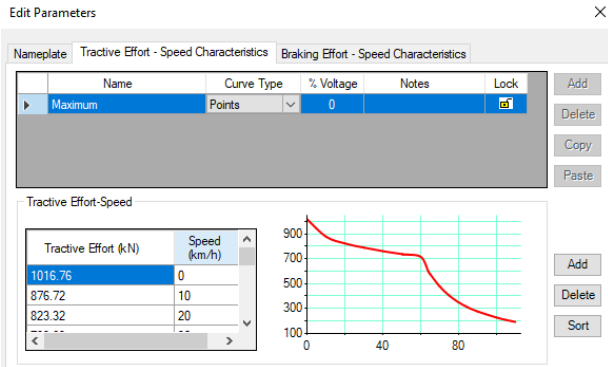 Edit Parameters
Nameplate Tractive Effort - Speed Characteristics Braking Effort - Speed Characteristics
Name Curve Type % Voltage Notes Lock
Maximum Points 0
Add
Delete
Copy
Paste
Tractive Effort-Speed
Tractive Effort (kN) Speed (km/h)
1016.76 0
876.72 10
823.32 20
900
700
500
300
100
0 40 80
Add
Delete
Sort